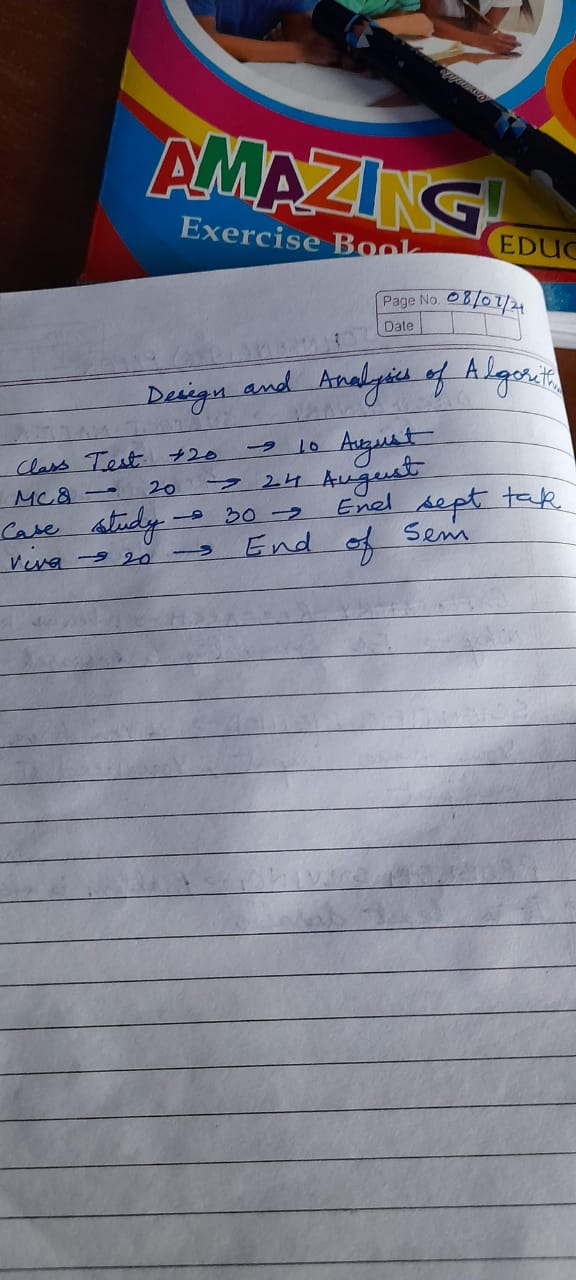 AMAZING!
Exercise Book
EDUC
Page No. 08/07/21
Date
Design and Analysis of Algorith
Class Test →20 → 10 August
MCQ → 20 → 24 August
Case study → 30 → End sept tak
Viva → 20 → End of Sem